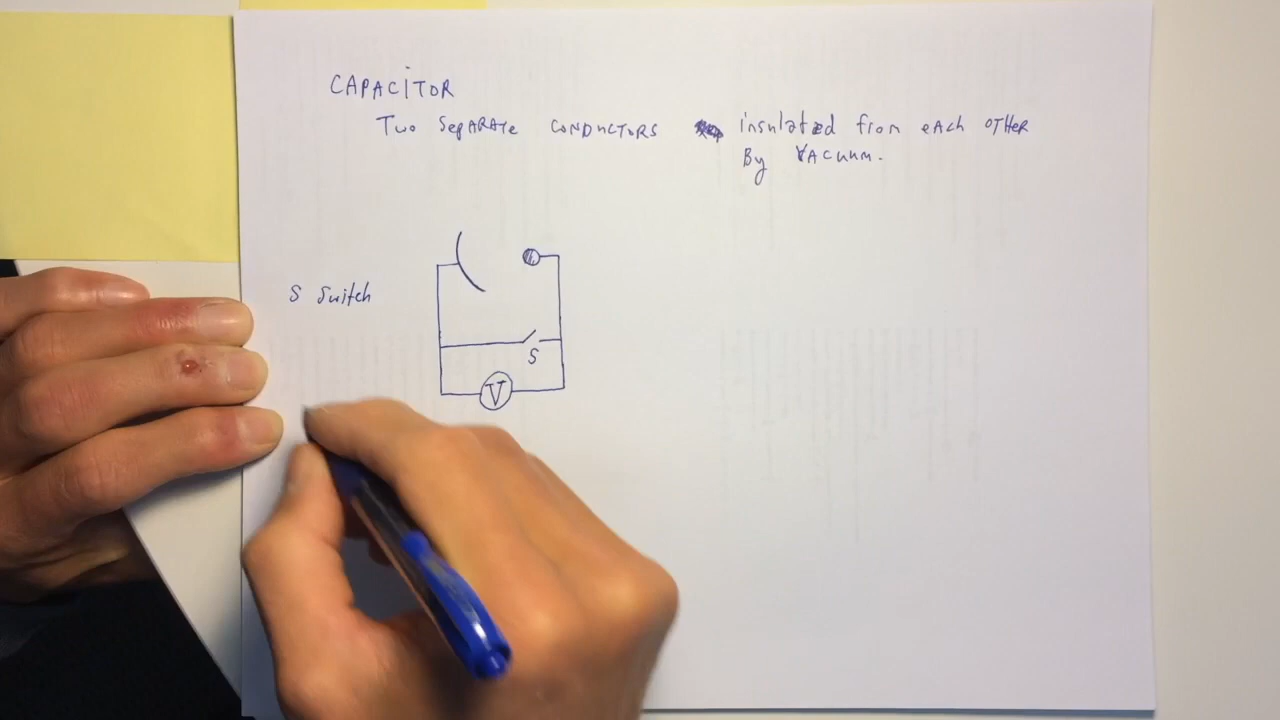 CAPACiTOR
Two SepARATe CONDUCTORS insulated from eAch OTHer
By VAcuum.
S Switch
S
V